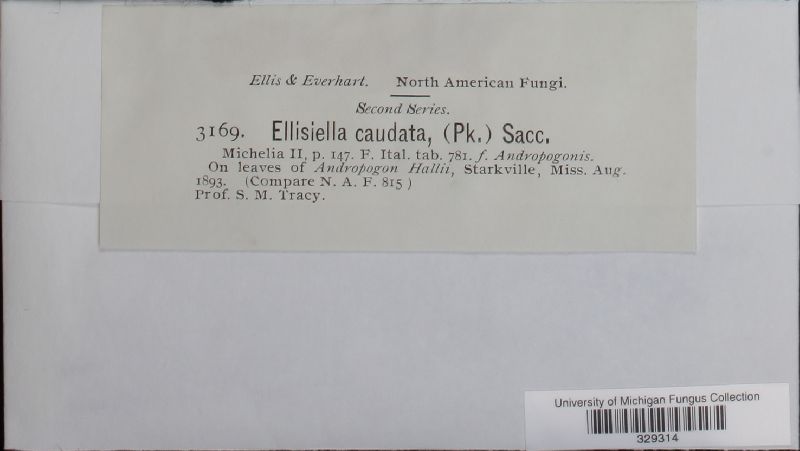 Ellis & Everhart. North American Fungi.
Second Series.
3169. Ellisiella caudata, (Pk.) Sacc.
Michelia II, p. 147. F. Ital. tab. 781. f. Andropogonis.
On leaves of Andropogon Hallii, Starkville, Miss. Aug.
1893. (Compare N. A. F. 815 )
Prof. S. M. Tracy.
University of Michigan Fungus Collection
329314